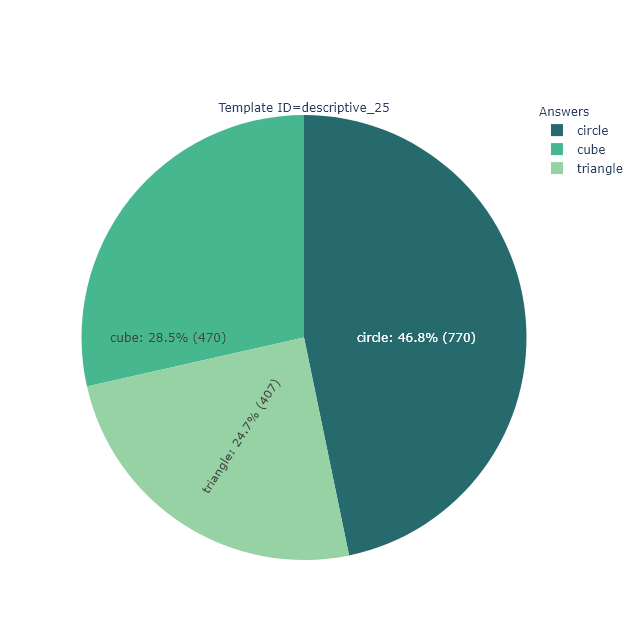 Template ID=descriptive_25
Answers
circle
cube
triangle
cube: 28.5% (470)
circle: 46.8% (770)
triangle: 24.7% (407)